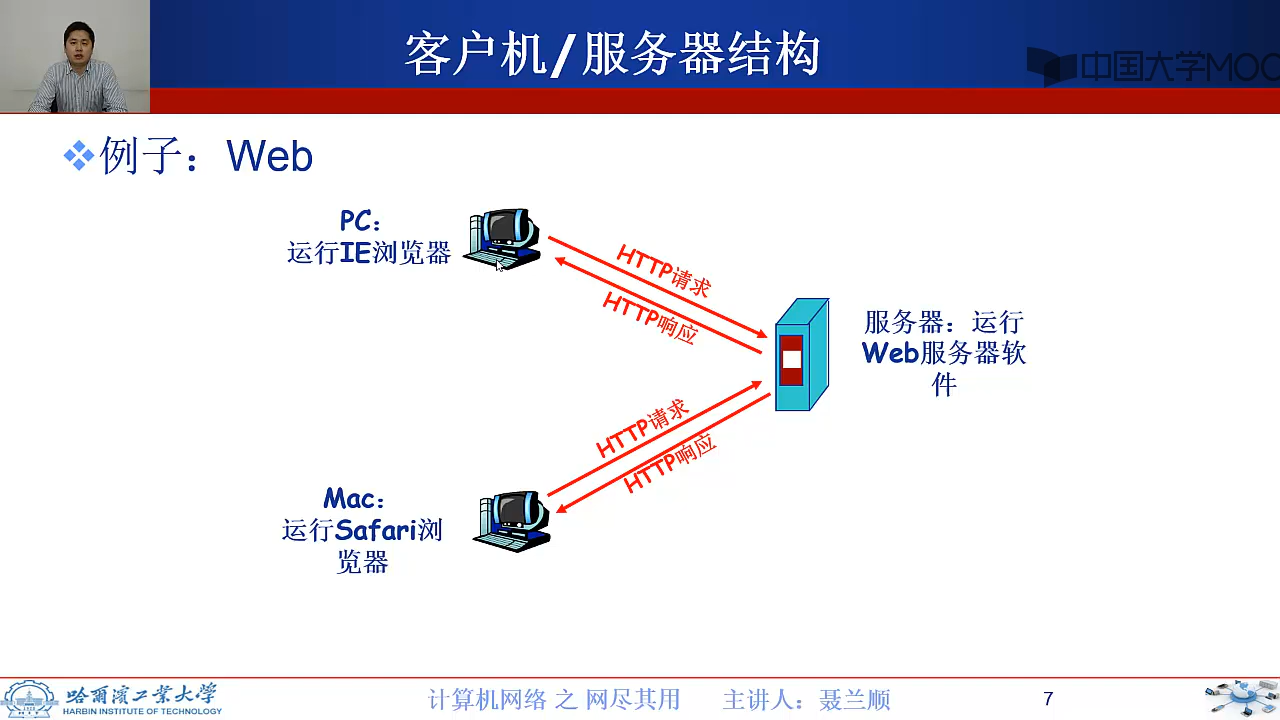 客户机/服务器结构
中国大学MOO
❖例子：Web
PC：
运行IE浏览器
HTTP请求
HTTP响应
服务器：运行
Web服务器软
件
HTTP请求
HTTP响应
Mac：
运行Safari浏
览器
哈爾濱工業大學
HARBIN INSTITUTE OF TECHNOLOGY
计算机网络 之 网尽其用
主讲人：聂兰顺
7